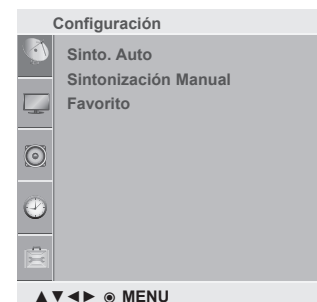 Configuración
Sinto. Auto
Sintonización Manual
Favorito
▲▼◄► ◉ MENU